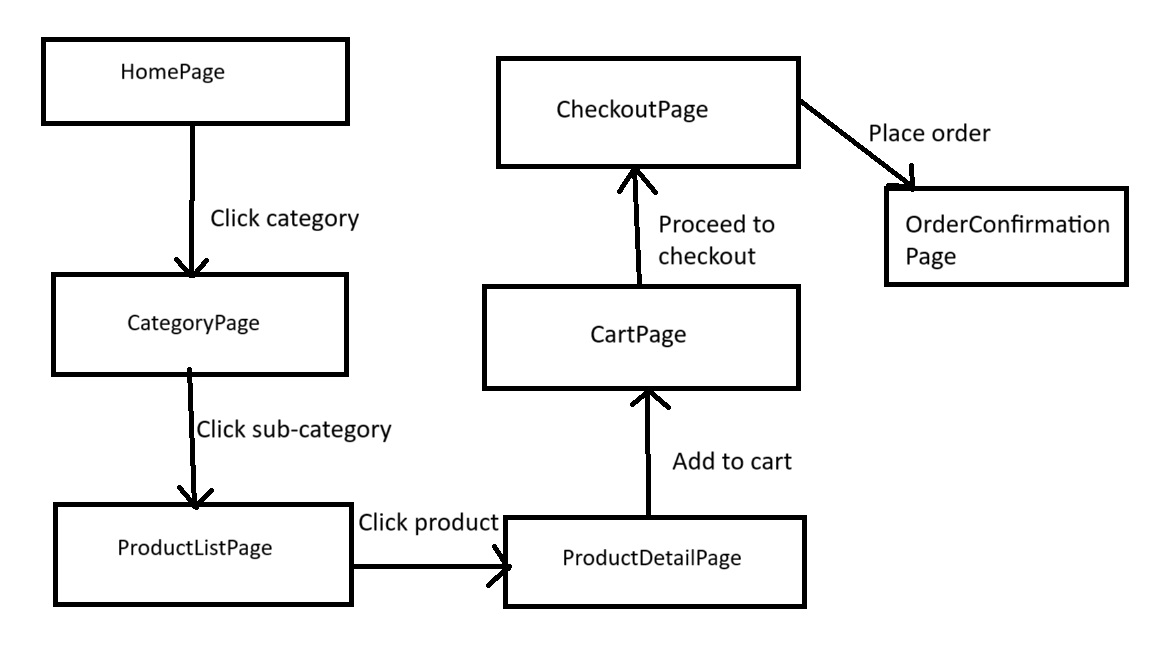 HomePage
Click category
CategoryPage
Click sub-category
ProductListPage
Click product
ProductDetailPage
Add to cart
CartPage
Proceed to
checkout
CheckoutPage
Place order
OrderConfirmation
Page